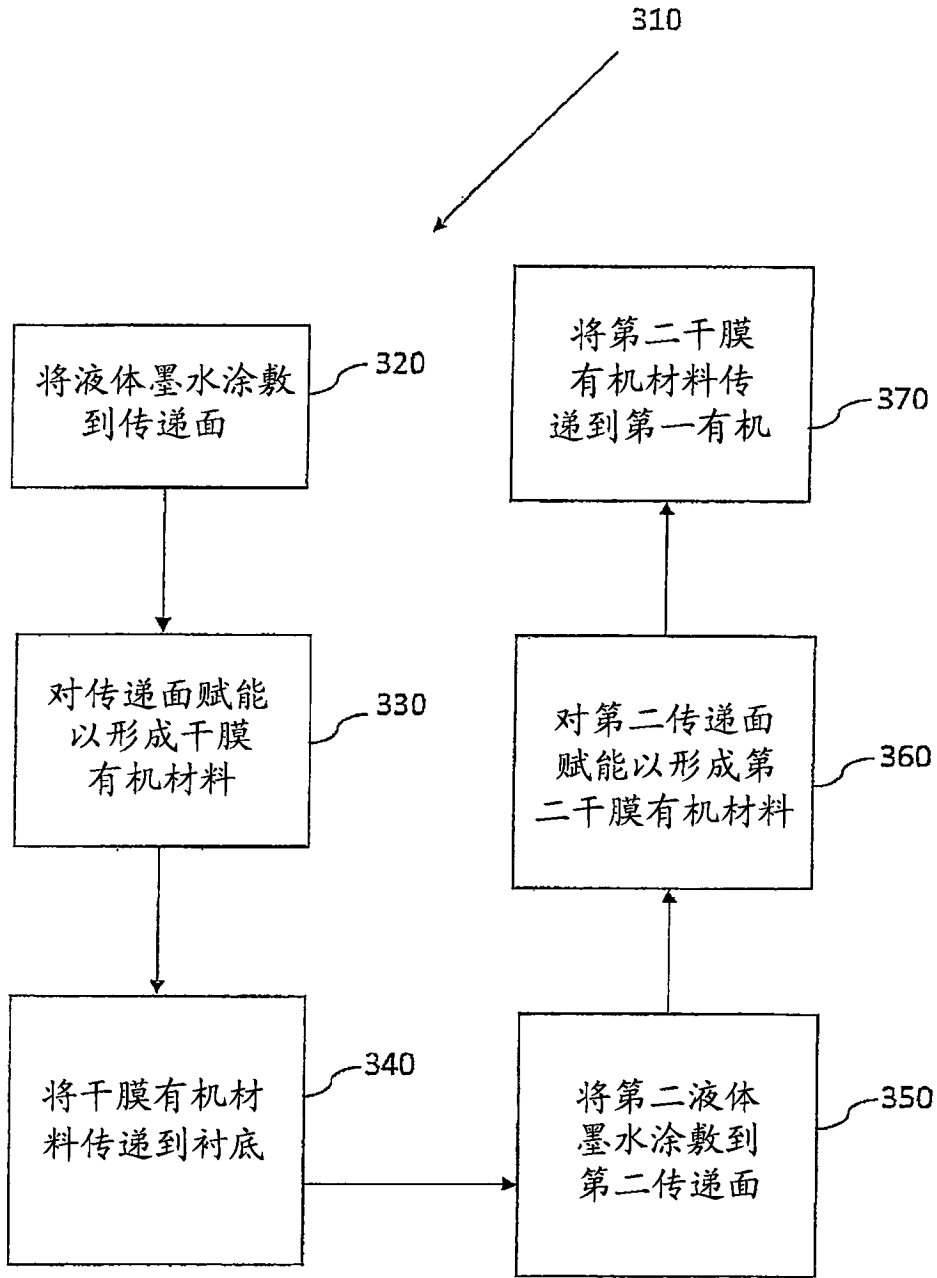 310
将液体墨水涂敷
到传递面
320
对传递面赋能
以形成干膜
有机材料
330
将干膜有机材
料传递到衬底
340
将第二液体
墨水涂敷到
第二传递面
350
对第二传递面
赋能以形成第
二干膜有机材料
360
将第二干膜
有机材料传
递到第一有机
370